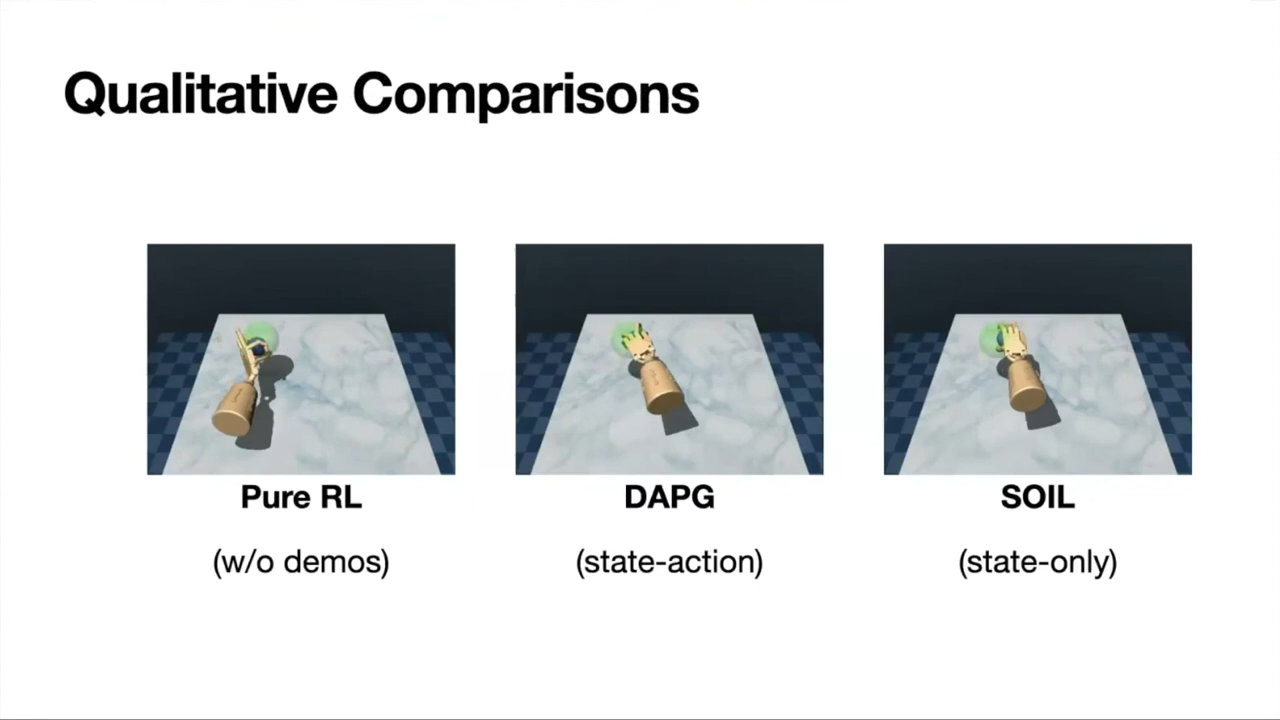 Qualitative Comparisons
Pure RL
DAPG
SOIL
(w/o demos)
(state-action)
(state-only)